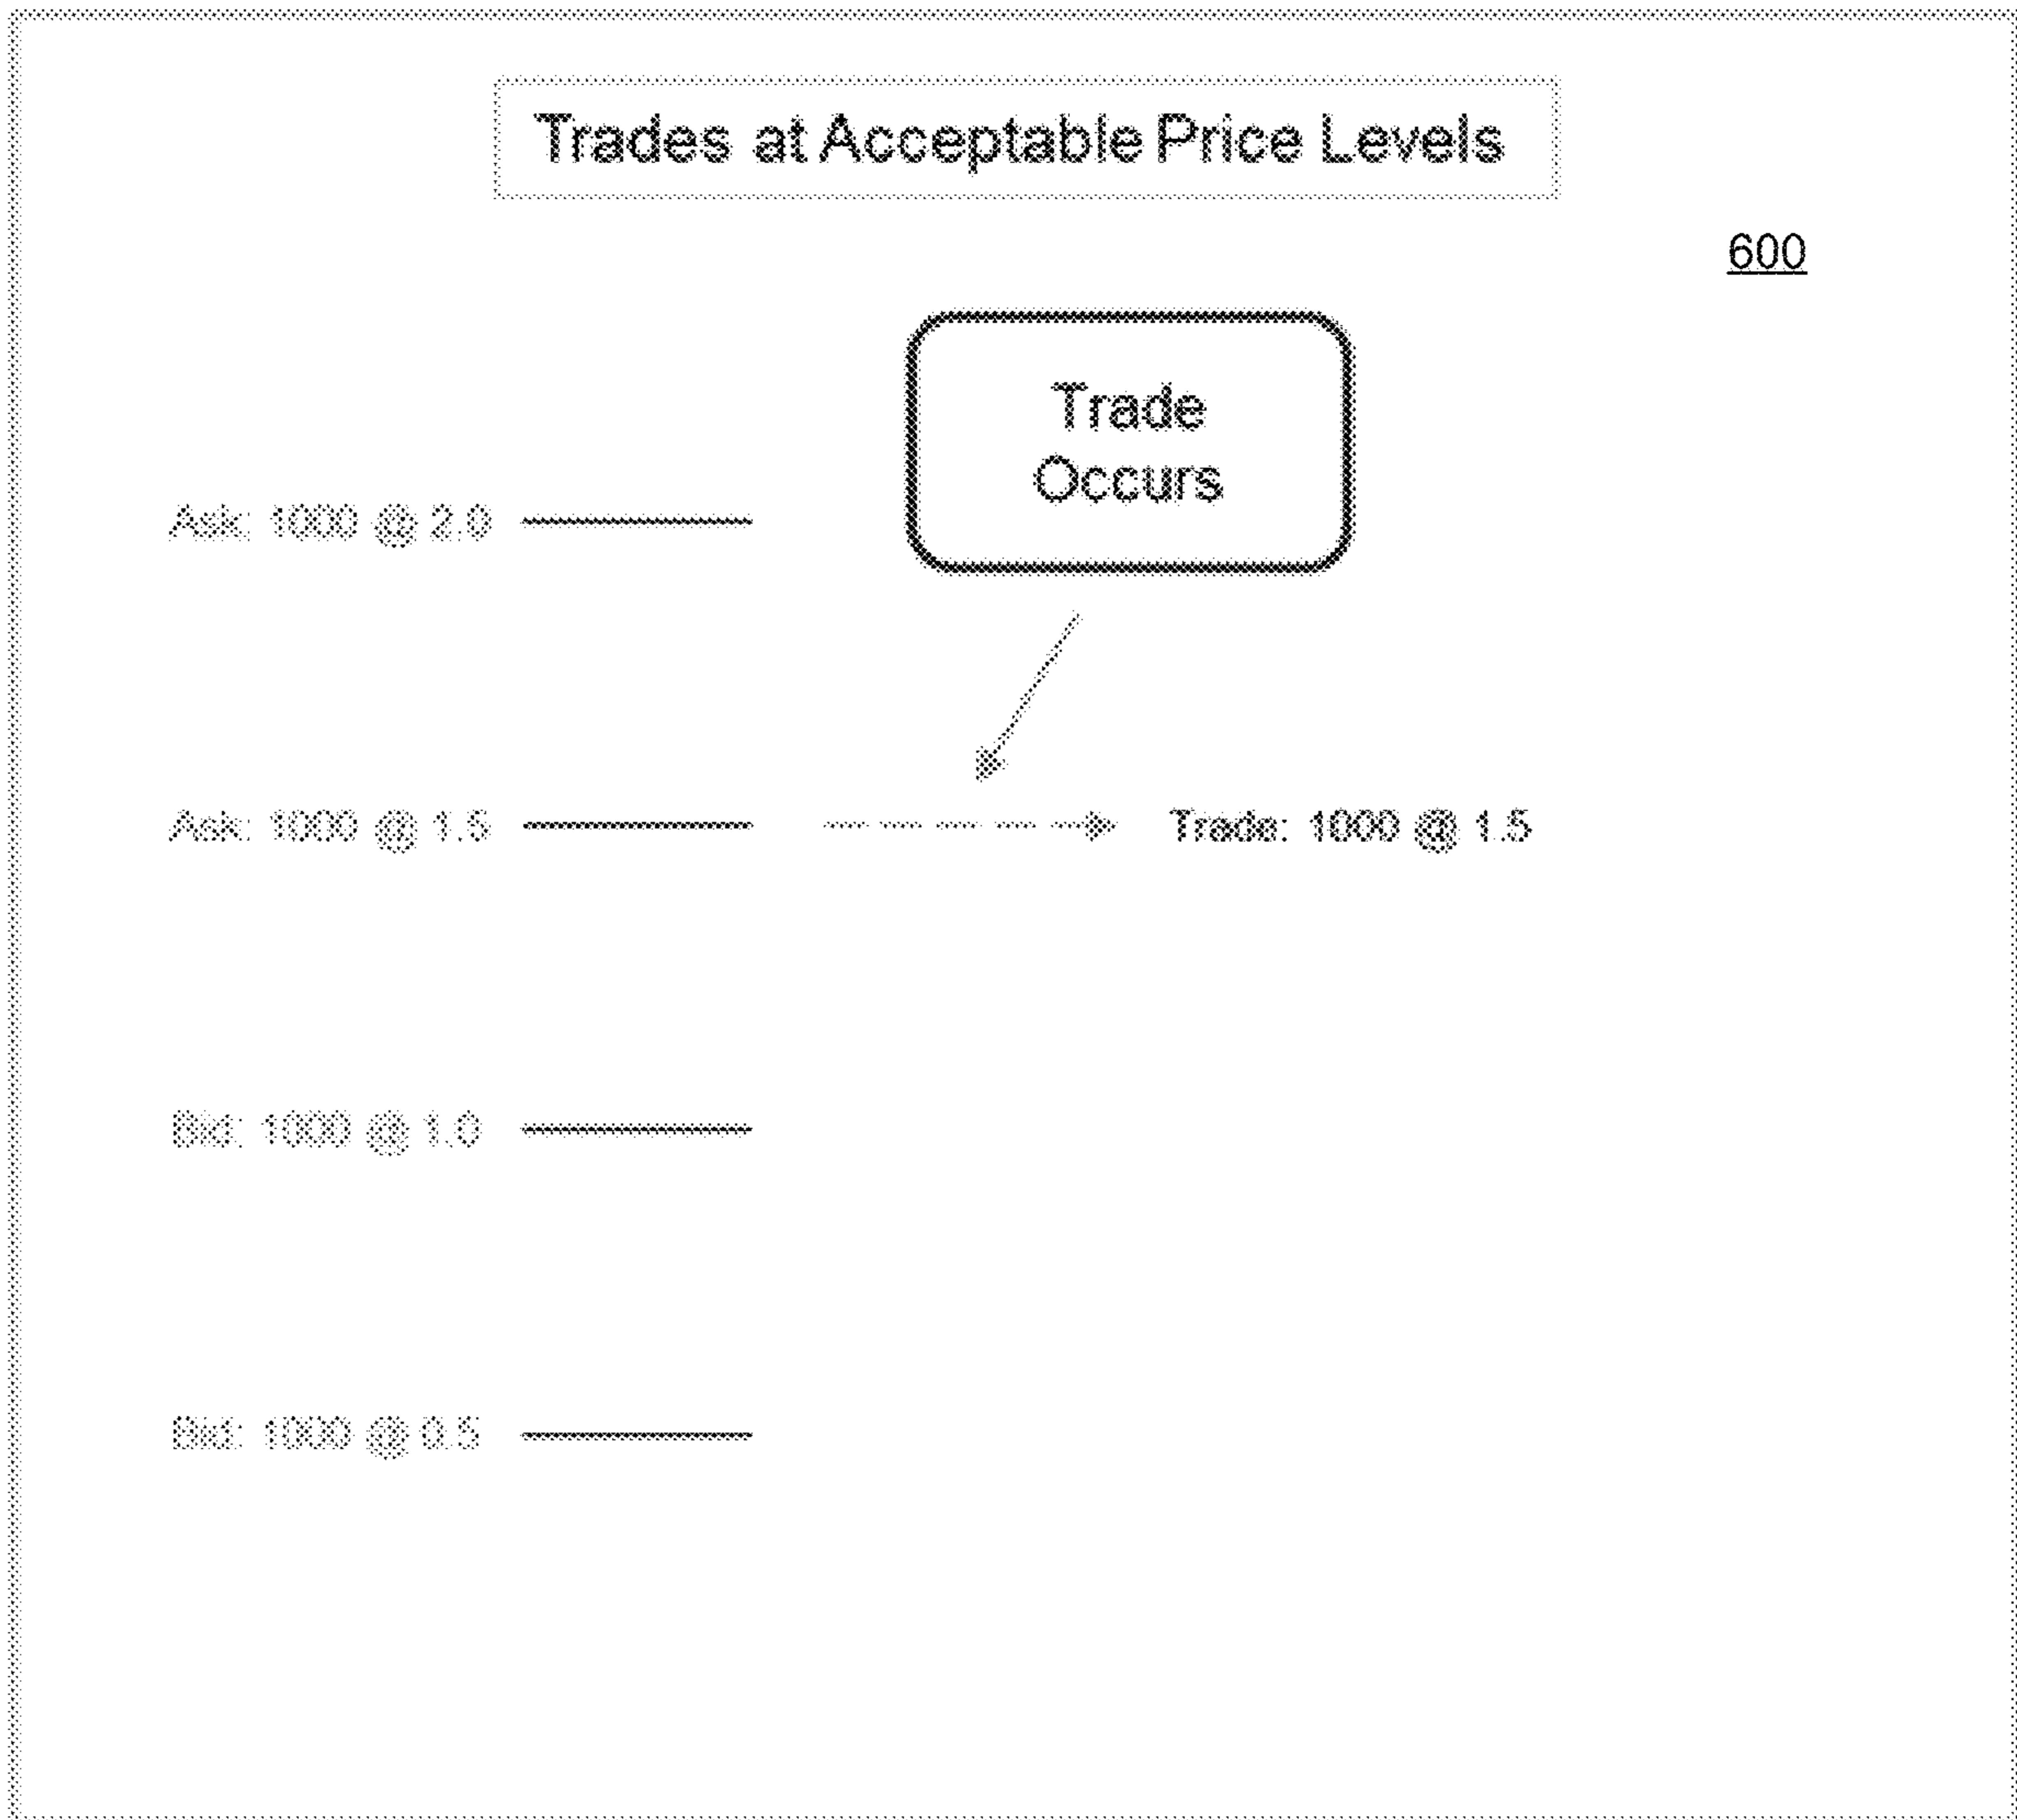 Trades at Acceptable Price Levels
600
Trade
Occurs
Ask: 1000 @ 2.0
Ask: 1000 @ 1.5
Trade: 1000 @ 1.5
Bid: 1000 @ 1.0
Bid: 1000 @ 0.5